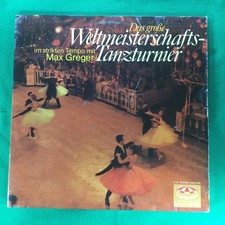 Das große
Weltmeisterschafts-
Tanzturnier
im strikten Tempo mit
Max Greger